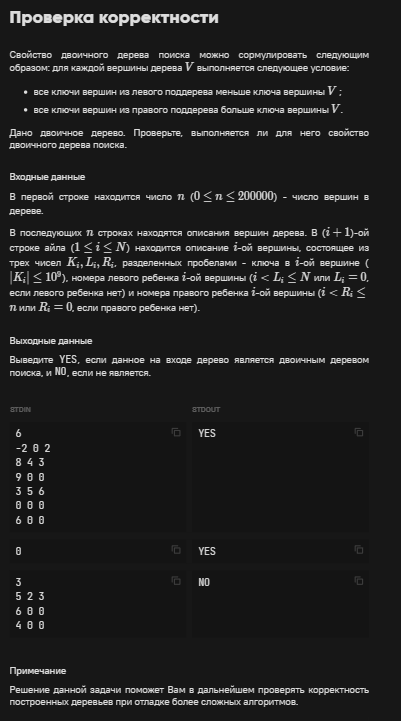 Проверка корректности
Свойство двоичного дерева поиска можно сормулировать следующим
образом: для каждой вершины дерева V выполняется следующее условие:
• все ключи вершин из левого поддерева меньше ключа вершины V ;
• все ключи вершин из правого поддерева больше ключа вершины V .
Дано двоичное дерево. Проверьте, выполняется ли для него свойство
двоичного дерева поиска.
Входные данные
В первой строке находится число n (0 ≤ n ≤ 200000) - число вершин в
дереве.
В последующих n строках находятся описания вершин дерева. В (i + 1)-ой
строке айла (1 ≤ i ≤ N) находится описание i-ой вершины, состоящее из
трех чисел K_i, L_i, R_i, разделенных пробелами - ключа в i-ой вершине (
|K_i| ≤ 10^9), номера левого ребенка i-ой вершины (i < L_i ≤ N или L_i = 0,
если левого ребенка нет) и номера правого ребенка i-ой вершины (i < R_i ≤
n или R_i = 0, если правого ребенка нет).
Выходные данные
Выведите YES, если данное на входе дерево является двоичным деревом
поиска, и NO, если не является.
STDIN STDOUT
6 YES
-2 0 2
8 4 3
9 0 0
3 5 6
0 0 0
6 0 0
0 YES
3 NO
5 2 3
6 0 0
4 0 0
Примечание
Решение данной задачи поможет Вам в дальнейшем проверять корректность
построенных деревьев при отладке более сложных алгоритмов.